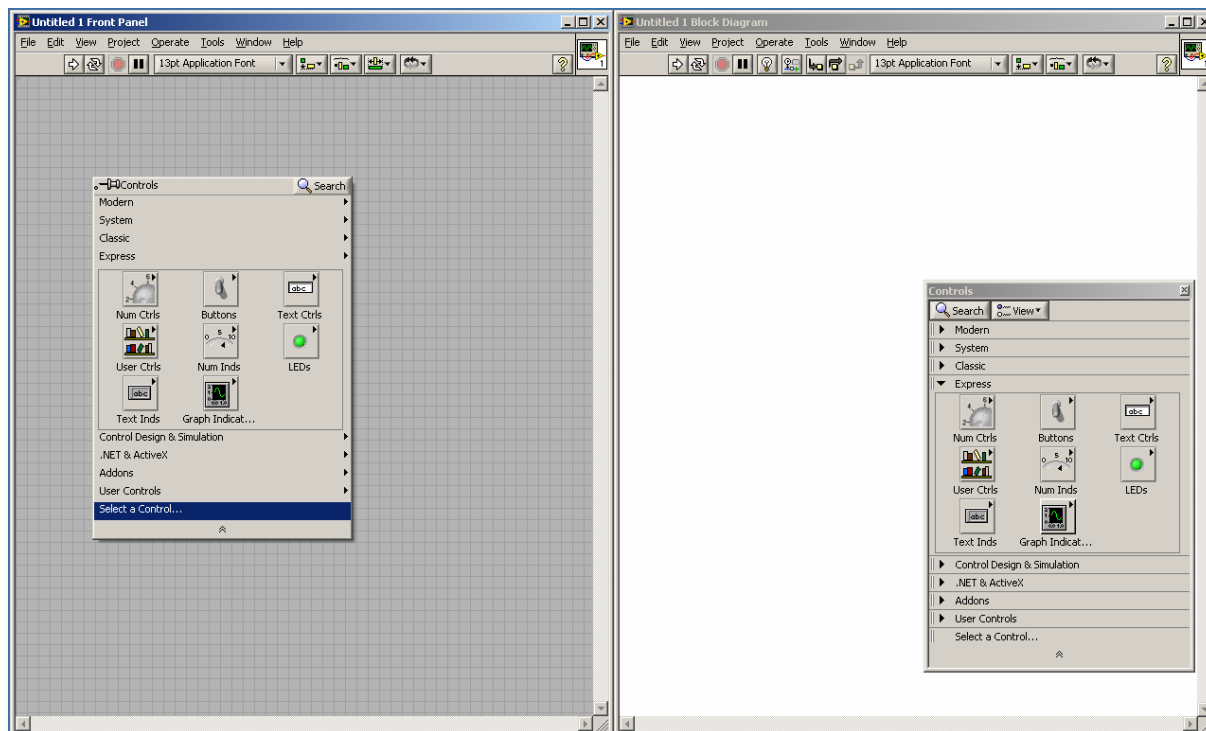 Untitled 1 Front Panel
File Edit View Project Operate Tools Window Help
13pt Application Font
1
Controls Search
Modern
System
Classic
Express
Num Ctrls Buttons Text Ctrls
User Ctrls Num Inds LEDs
Text Inds Graph Indicat...
Control Design & Simulation
.NET & ActiveX
Addons
User Controls
Select a Control...
Untitled 1 Block Diagram
File Edit View Project Operate Tools Window Help
13pt Application Font
1
Controls
Search View
Modern
System
Classic
Express
Num Ctrls Buttons Text Ctrls
User Ctrls Num Inds LEDs
Text Inds Graph Indicat...
Control Design & Simulation
.NET & ActiveX
Addons
User Controls
Select a Control...